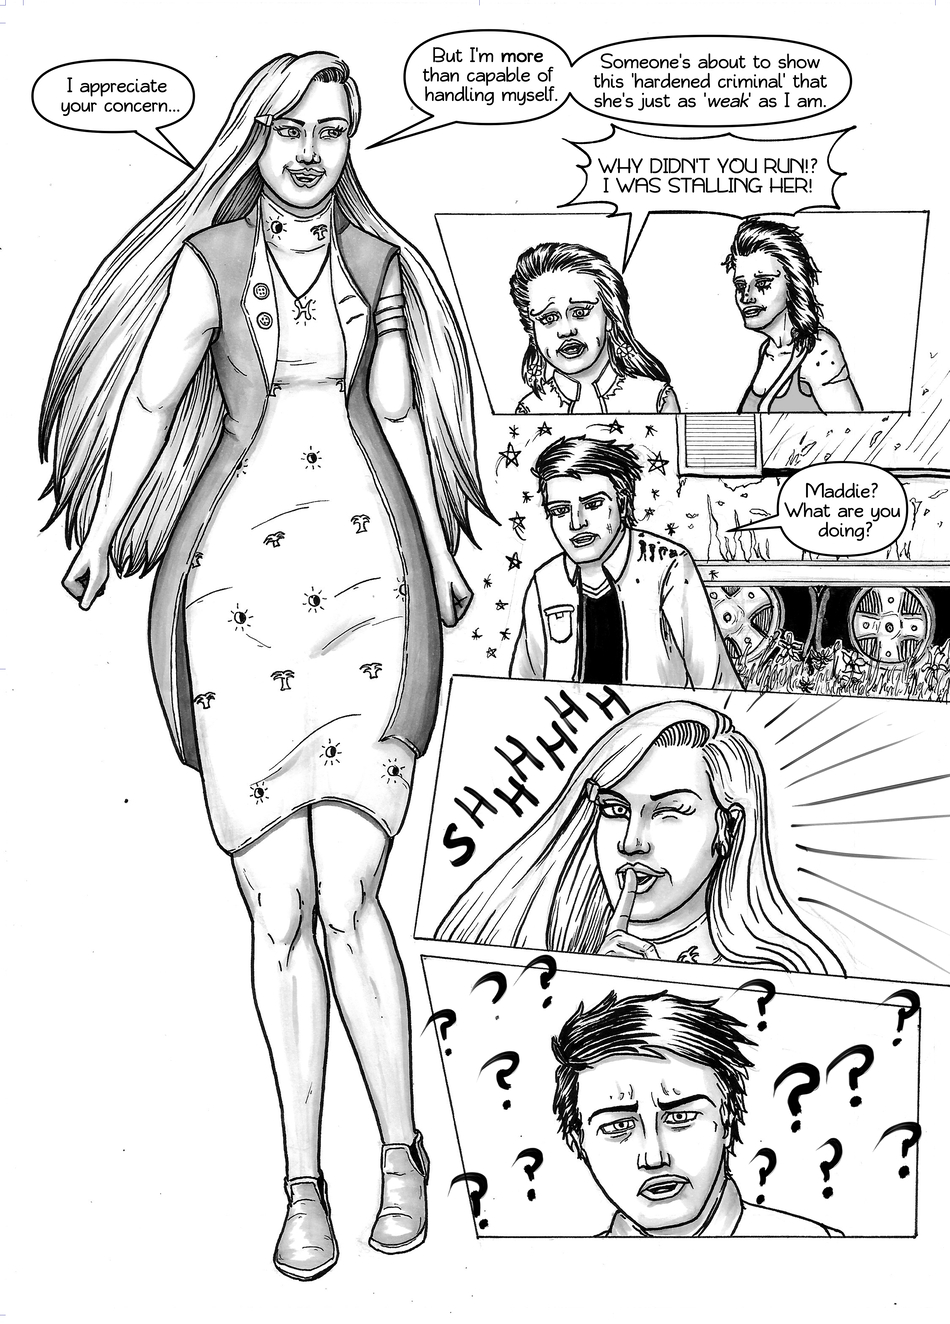 I appreciate
your concern...
But I'm more
than capable of
handling myself.
Someone's about to show
this 'hardened criminal' that
she's just as 'weak' as I am.
WHY DIDN'T YOU RUN!?
I WAS STALLING HER!
Maddie?
What are you
doing?
SHHHHHH
? ? ? ? ? ? ? ? ? ? ? ? ?